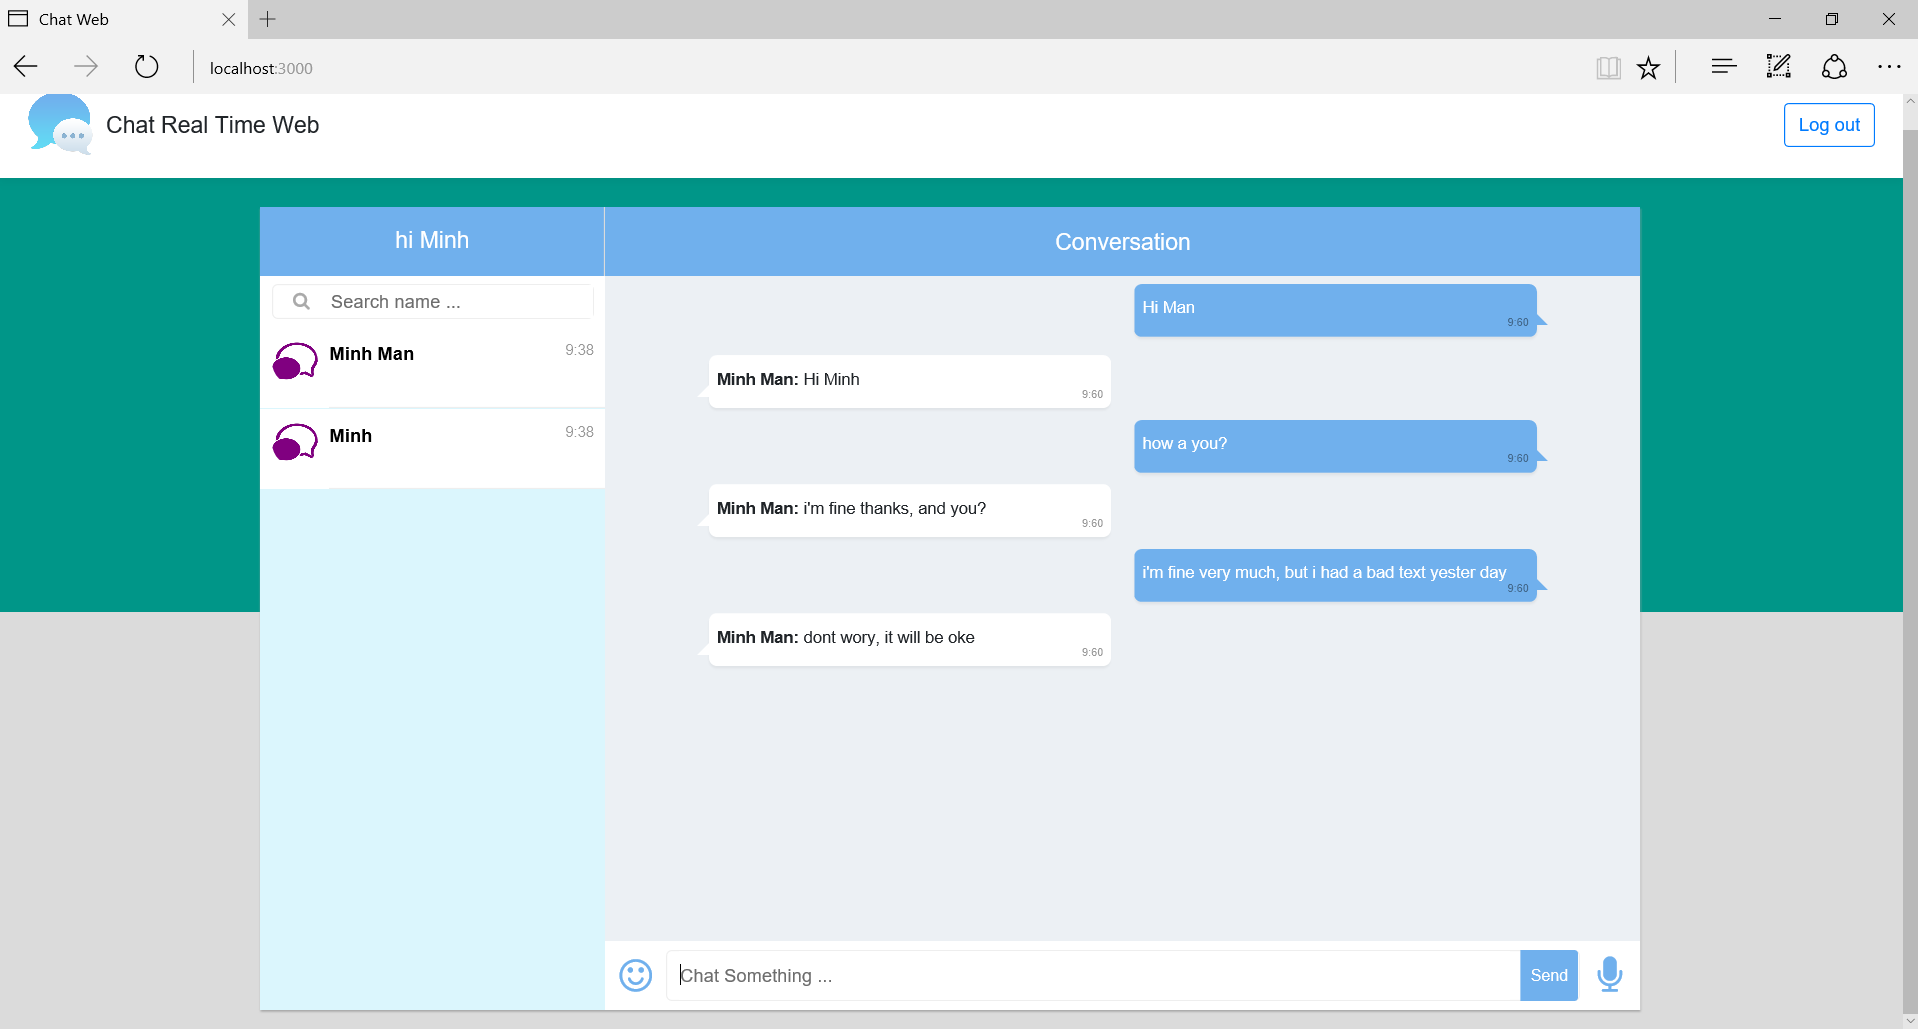 Chat Web
localhost:3000
Chat Real Time Web
Log out
hi Minh
Conversation
Search name ...
Minh Man
9:38
Minh
9:38
Hi Man
9:60
Minh Man: Hi Minh
9:60
how a you?
9:60
Minh Man: i'm fine thanks, and you?
9:60
i'm fine very much, but i had a bad text yester day
9:60
Minh Man: dont wory, it will be oke
9:60
Chat Something ...
Send